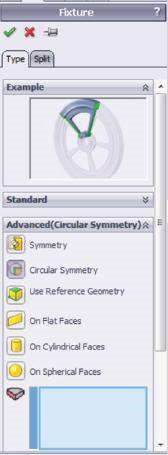 Fixture ?
Type Split
Example
Standard
Advanced(Circular Symmetry)
Symmetry
Circular Symmetry
Use Reference Geometry
On Flat Faces
On Cylindrical Faces
On Spherical Faces